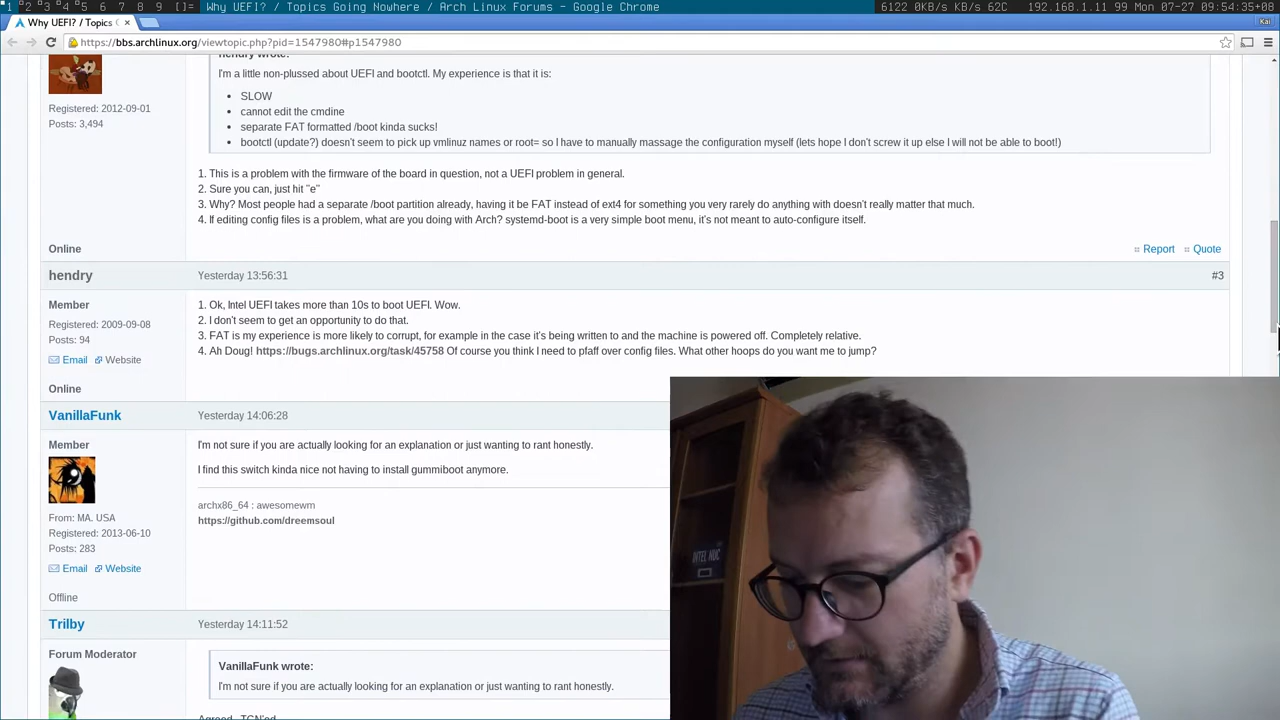 1 2 3 4 5 6 7 8 9 []= Why UEFI? / Topics Going Nowhere / Arch Linux Forums - Google Chrome 6122 0KB/s KB/s 62C 192.168.1.11 99 Mon 07-27 09:54:35+08
Why UEFI? / Topics Kai
https://bbs.archlinux.org/viewtopic.php?pid=1547980#p1547980
hendry wrote:
I'm a little non-plussed about UEFI and bootctl. My experience is that it is:
Registered: 2012-09-01
Posts: 3,494
• SLOW
• cannot edit the cmdine
• separate FAT formatted /boot kinda sucks!
• bootctl (update?) doesn't seem to pick up vmlinuz names or root= so I have to manually massage the configuration myself (lets hope I don't screw it up else I will not be able to boot!)
1. This is a problem with the firmware of the board in question, not a UEFI problem in general.
2. Sure you can, just hit "e"
3. Why? Most people had a separate /boot partition already, having it be FAT instead of ext4 for something you very rarely do anything with doesn't really matter that much.
4. If editing config files is a problem, what are you doing with Arch? systemd-boot is a very simple boot menu, it's not meant to auto-configure itself.
Online Report Quote
hendry Yesterday 13:56:31 #3
Member
Registered: 2009-09-08
Posts: 94
Email Website
1. Ok, Intel UEFI takes more than 10s to boot UEFI. Wow.
2. I don't seem to get an opportunity to do that.
3. FAT is my experience is more likely to corrupt, for example in the case it's being written to and the machine is powered off. Completely relative.
4. Ah Doug! https://bugs.archlinux.org/task/45758 Of course you think I need to pfaff over config files. What other hoops do you want me to jump?
Online
VanillaFunk Yesterday 14:06:28
Member
From: MA. USA
Registered: 2013-06-10
Posts: 283
Email Website
I'm not sure if you are actually looking for an explanation or just wanting to rant honestly.
I find this switch kinda nice not having to install gummiboot anymore.
archx86_64 : awesomewm
https://github.com/dreemsoul
Offline
Trilby Yesterday 14:11:52
Forum Moderator
VanillaFunk wrote:
I'm not sure if you are actually looking for an explanation or just wanting to rant honestly.
Agreed. TGN'ed.
INTEL NUC